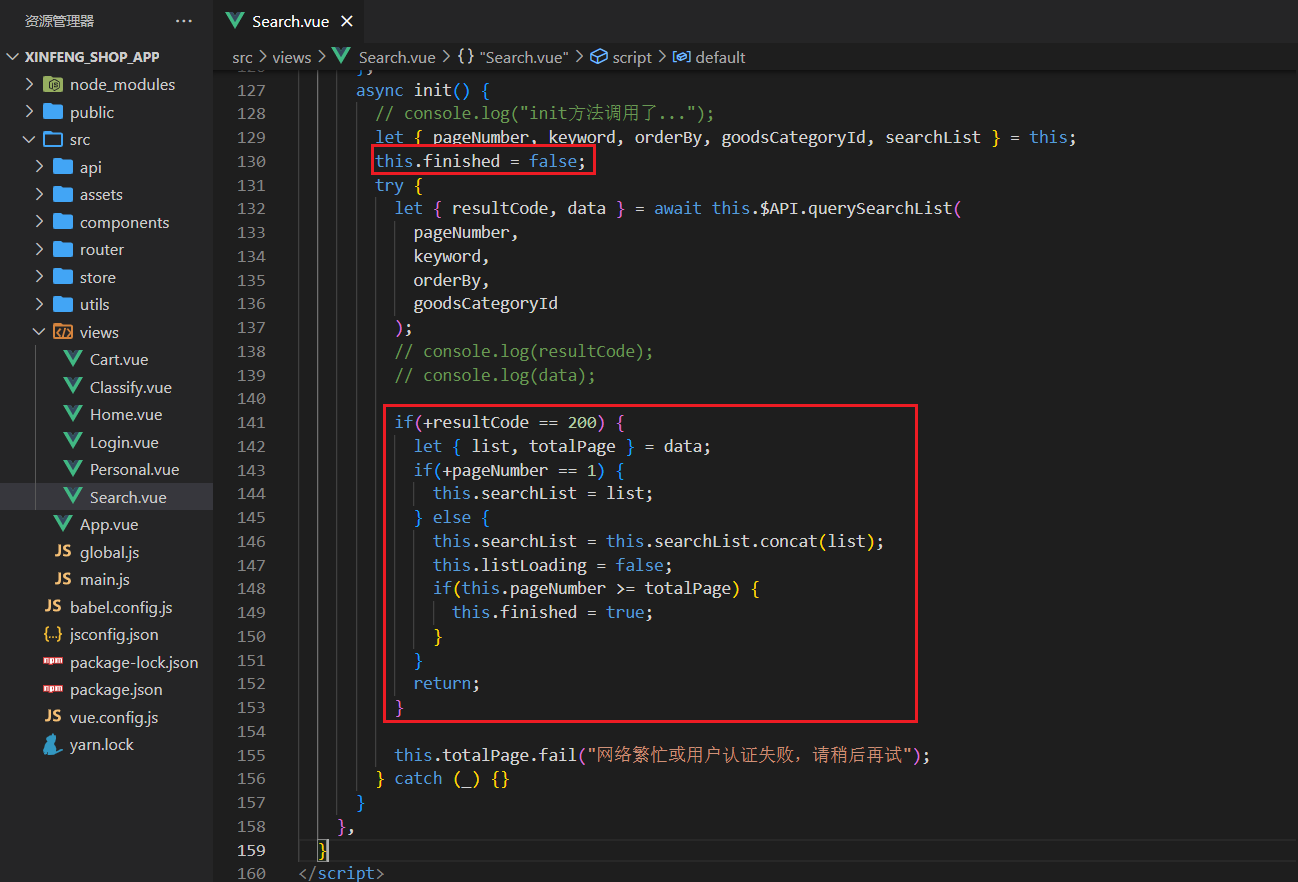 资源管理器 ...
XINFENG_SHOP_APP
node_modules
public
src
api
assets
components
router
store
utils
views
Cart.vue
Classify.vue
Home.vue
Login.vue
Personal.vue
Search.vue
App.vue
global.js
main.js
babel.config.js
jsconfig.json
package-lock.json
package.json
vue.config.js
yarn.lock
Search.vue
src > views > Search.vue > {} "Search.vue" > script > default
127 async init() {
128 // console.log("init方法调用了...");
129 let { pageNumber, keyword, orderBy, goodsCategoryId, searchList } = this;
130 this.finished = false;
131 try {
132 let { resultCode, data } = await this.$API.querySearchList(
133 pageNumber,
134 keyword,
135 orderBy,
136 goodsCategoryId
137 );
138 // console.log(resultCode);
139 // console.log(data);
140
141 if(+resultCode == 200) {
142 let { list, totalPage } = data;
143 if(+pageNumber == 1) {
144 this.searchList = list;
145 } else {
146 this.searchList = this.searchList.concat(list);
147 this.listLoading = false;
148 if(this.pageNumber >= totalPage) {
149 this.finished = true;
150 }
151 }
152 return;
153 }
154
155 this.totalPage.fail("网络繁忙或用户认证失败，请稍后再试");
156 } catch (_) {}
157 }
158 },
159 }
160 </script>